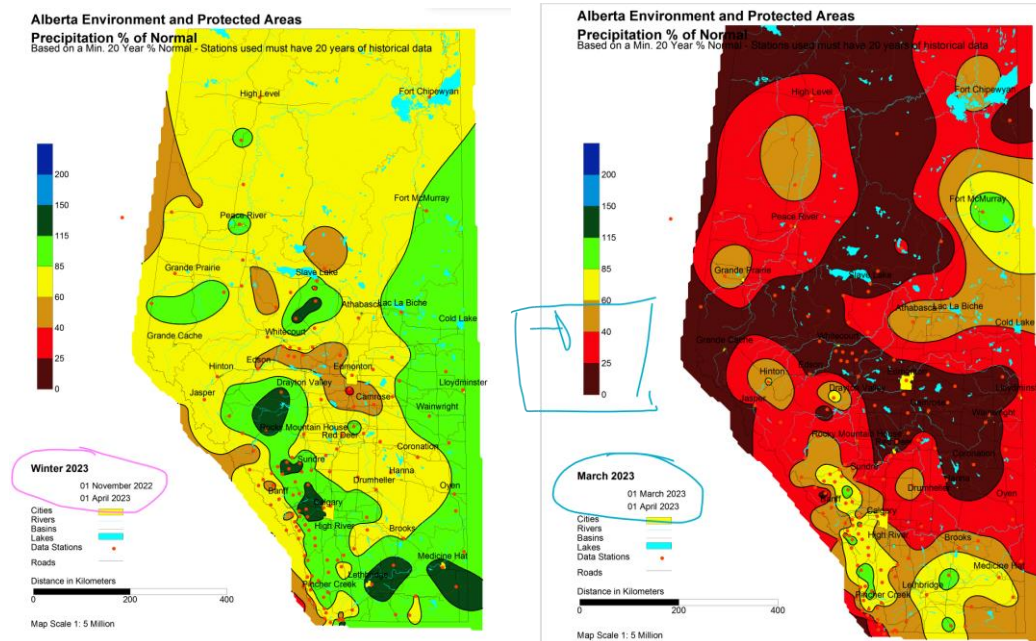 Alberta Environment and Protected Areas
Precipitation % of Normal
Based on a Min. 20 Year % Normal - Stations used must have 20 years of historical data
High Level
Fort Chipewyan
200
150
115
85
60
40
25
0
Fort McMurray
Peace River
Grande Prairie
Slave Lake
Athabasca
Lac La Biche
Cold Lake
Grande Cache
Whitecourt
Edson
Hinton
Edmonton
Jasper
Drayton Valley
Camrose
Lloydminster
Wainwright
Rocky Mountain House
Red Deer
Coronation
Sundre
Hanna
Drumheller
Oyen
Banff
Calgary
High River
Brooks
Medicine Hat
Lethbridge
Pincher Creek
Winter 2023
01 November 2022
01 April 2023
Cities
Rivers
Basins
Lakes
Data Stations
Roads
Distance in Kilometers
0 200 400
Map Scale 1: 5 Million
Alberta Environment and Protected Areas
Precipitation % of Normal
Based on a Min. 20 Year % Normal - Stations used must have 20 years of historical data
High Level
Fort Chipewyan
200
150
115
85
60
40
25
0
Fort McMurray
Peace River
Grande Prairie
Athabasca
Lac La Biche
Cold Lake
Grande Cache
Hinton
Jasper
Drayton Valley
Lloydminster
Wainwright
Rocky Mountain House
Coronation
Sundre
Drumheller
Oyen
Banff
Calgary
High River
Brooks
Medicine Hat
Lethbridge
Pincher Creek
March 2023
01 March 2023
01 April 2023
Cities
Rivers
Basins
Lakes
Data Stations
Roads
Distance in Kilometers
0 200 400
Map Scale 1: 5 Million